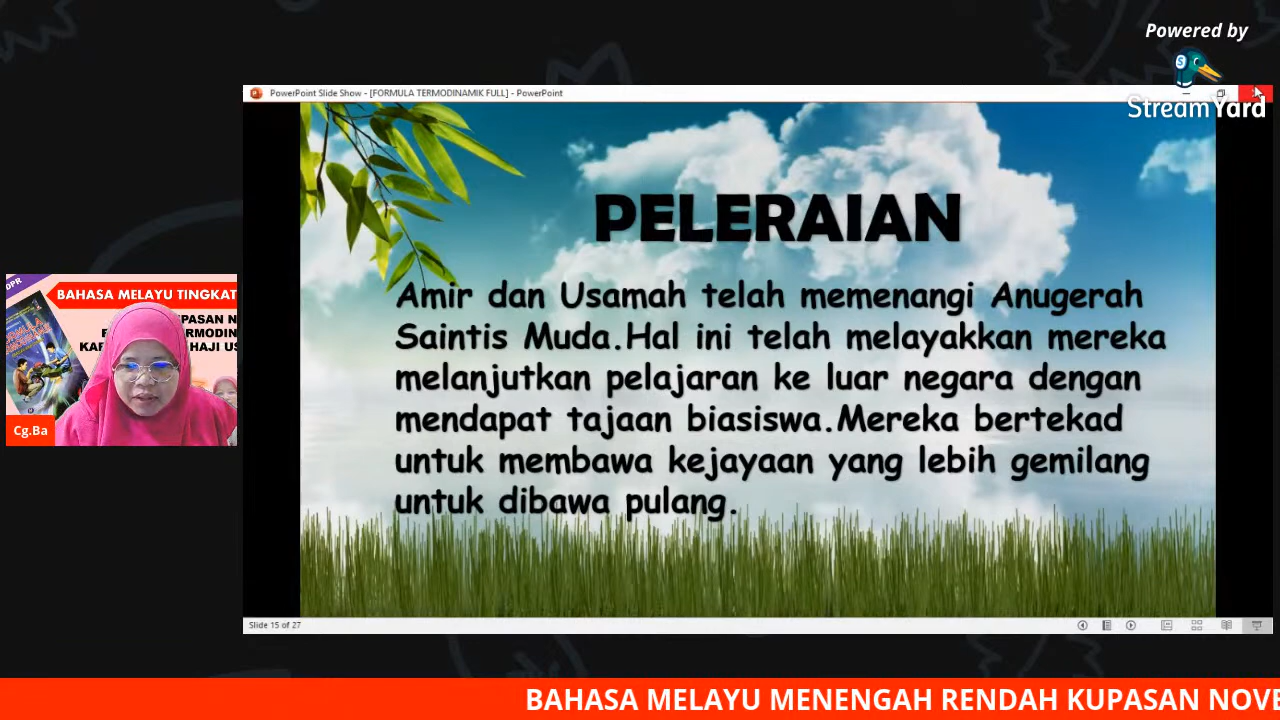 Powered by
StreamYard
PowerPoint Slide Show - [FORMULA TERMODINAMIK FULL] - PowerPoint
PELERAIAN
Amir dan Usamah telah memenangi Anugerah
Saintis Muda.Hal ini telah melayakkan mereka
melanjutkan pelajaran ke luar negara dengan
mendapat tajaan biasiswa.Mereka bertekad
untuk membawa kejayaan yang lebih gemilang
untuk dibawa pulang.
DPR
BAHASA MELAYU TINGKAT
Cg.Ba
Slide 15 of 27
BAHASA MELAYU MENENGAH RENDAH KUPASAN NOVE